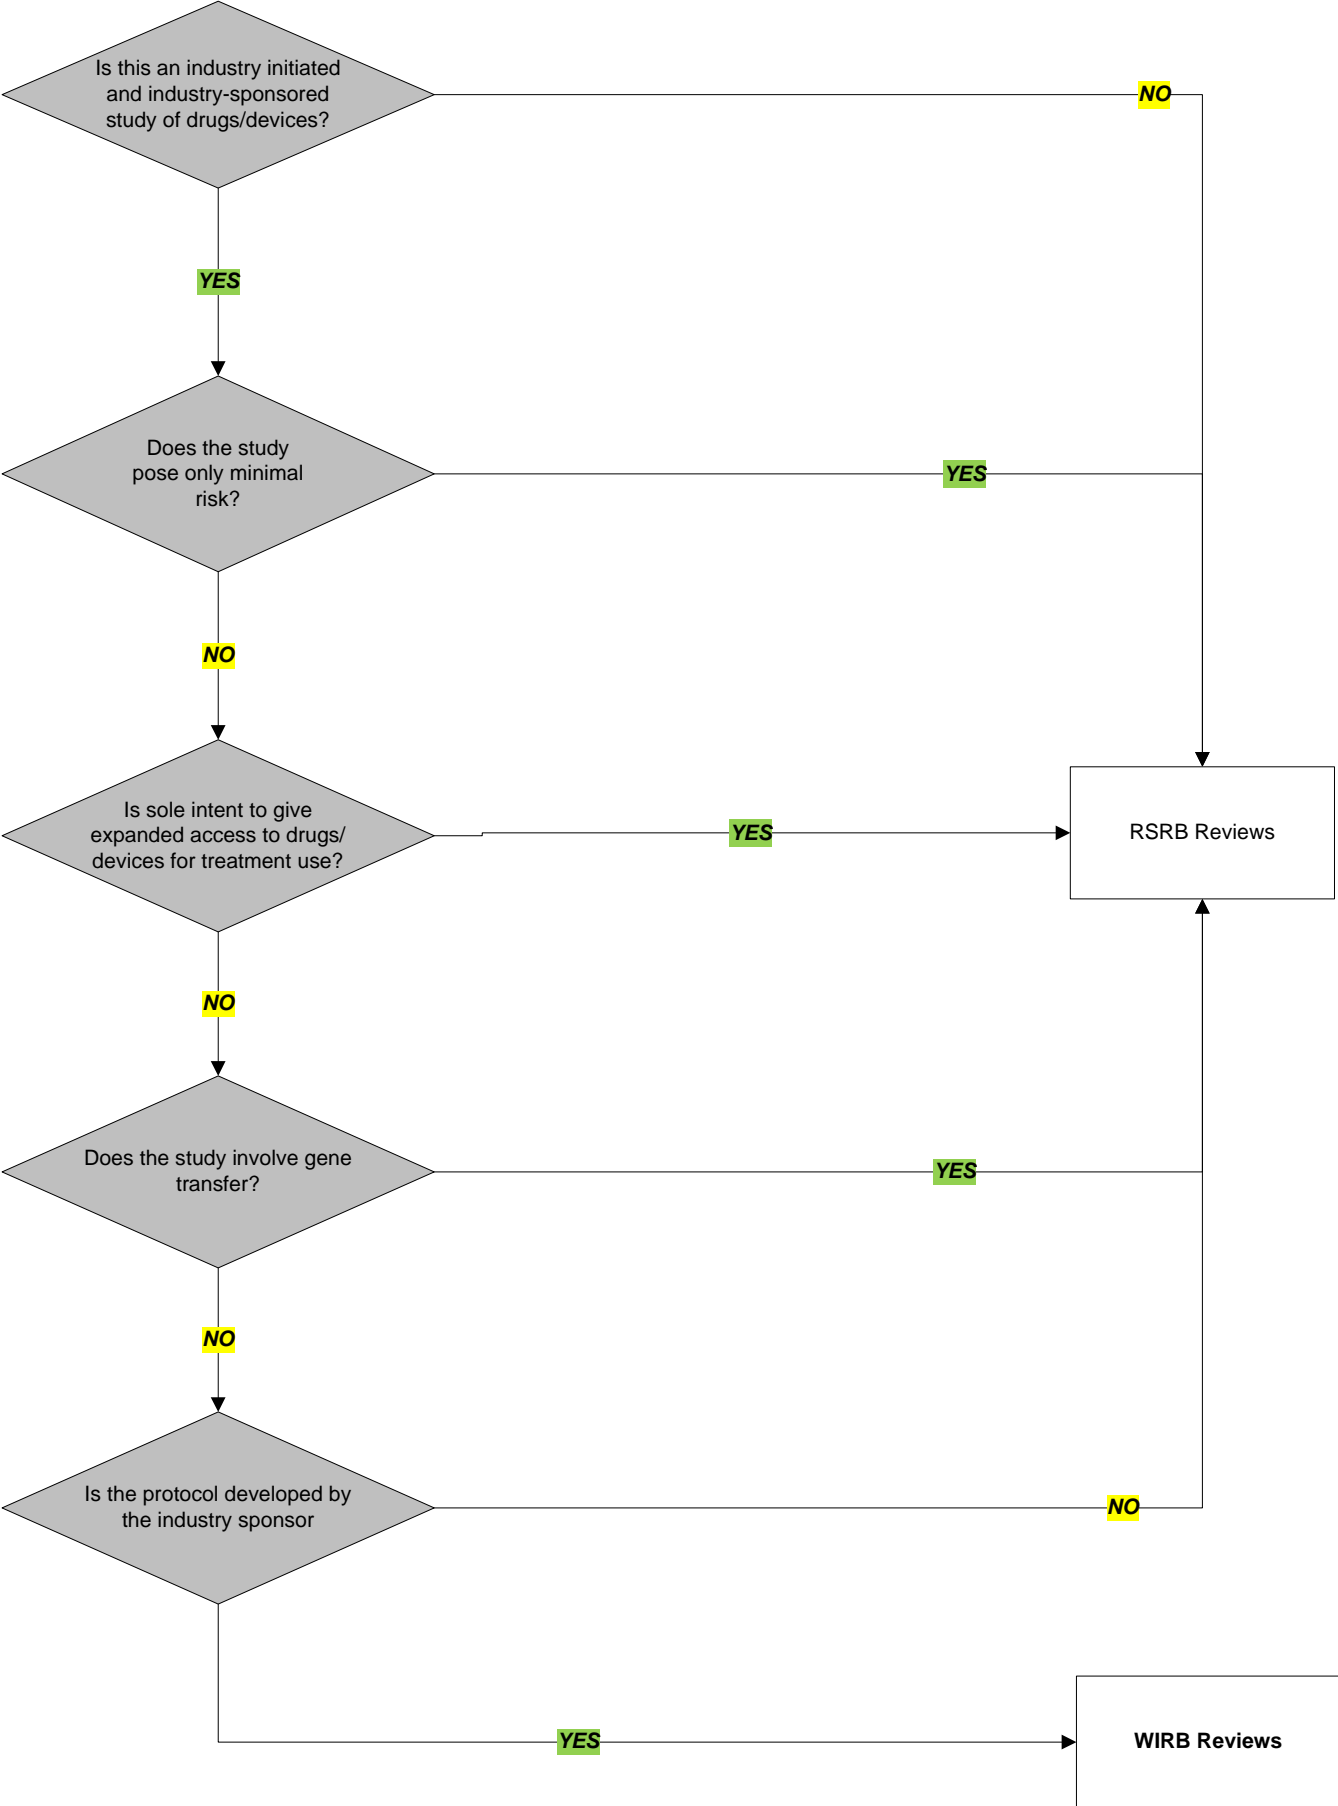 Is this an industry initiated
and industry-sponsored
study of drugs/devices?
NO
YES
Does the study
pose only minimal
risk?
YES
NO
Is sole intent to give
expanded access to drugs/
devices for treatment use?
YES
RSRB Reviews
NO
Does the study involve gene
transfer?
YES
NO
Is the protocol developed by
the industry sponsor
NO
YES
WIRB Reviews